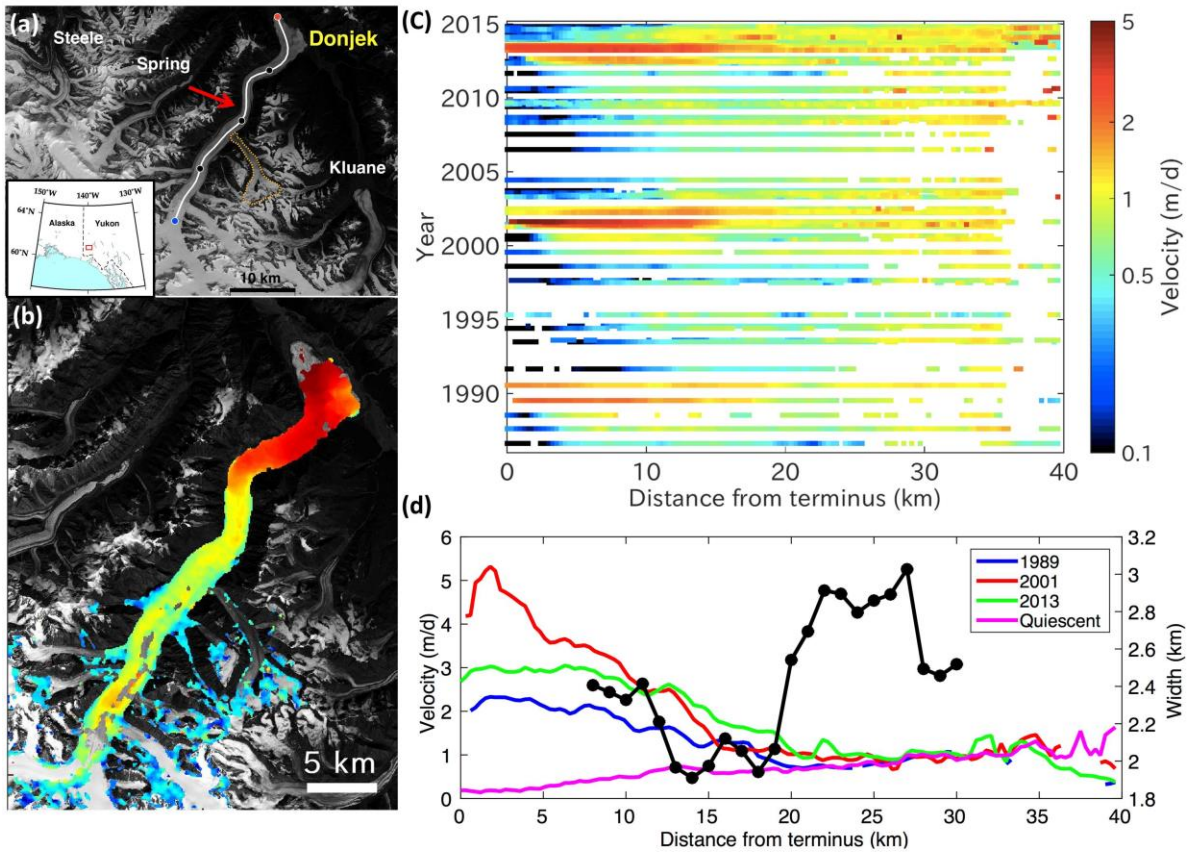 (a)
Steele
Spring
Donjek
Kluane
150°W 140°W 130°W
64°N
60°N
Alaska
Yukon
10 km
(b)
5 km
(C)
Year
2015
2010
2005
2000
1995
1990
0 10 20 30 40
Distance from terminus (km)
5
2
1
0.5
0.1
Velocity (m/d)
(d)
Velocity (m/d)
6
5
4
3
2
1
0
0 5 10 15 20 25 30 35 40
Distance from terminus (km)
1989
2001
2013
Quiescent
3.2
3
2.8
2.6
2.4
2.2
2
1.8
Width (km)